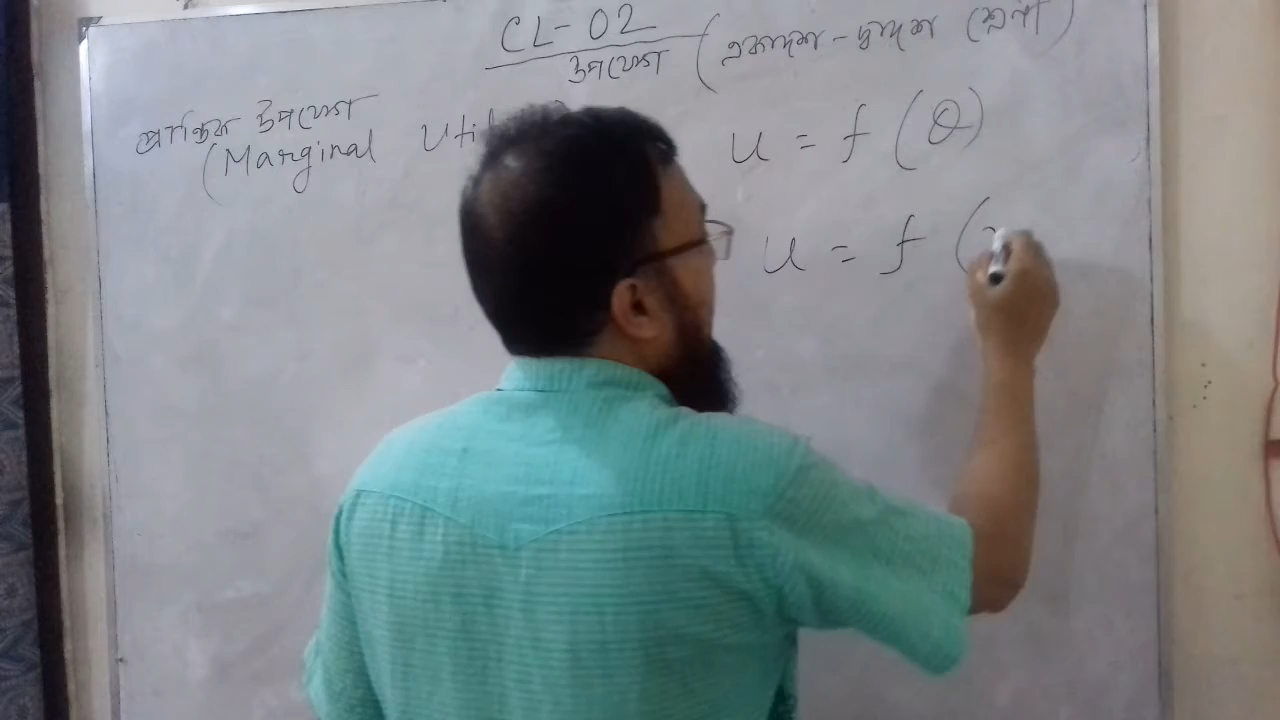 CL-02
উপযোগ (একাদশ-দ্বাদশ শ্রেণী)
প্রান্তিক উপযোগ
(Marginal
U = f (Q)
U = f (